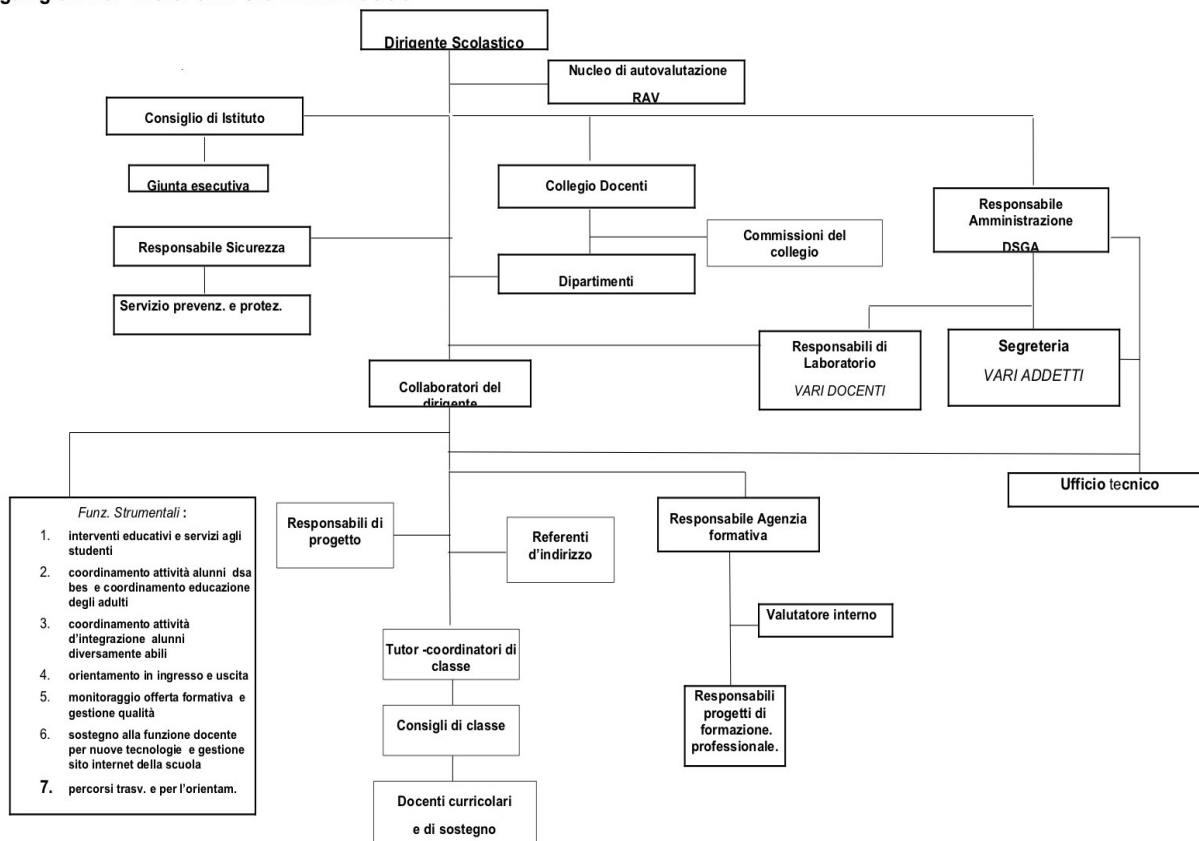 Dirigente Scolastico
Nucleo di autovalutazione
RAV
Consiglio di Istituto
Giunta esecutiva
Collegio Docenti
Responsabile
Amministrazione
DSGA
Responsabile Sicurezza
Commissioni del
collegio
Dipartimenti
Servizio prevenz. e protez.
Responsabili di
Laboratorio
VARI DOCENTI
Segreteria
VARI ADDETTI
Collaboratori del
dirigente
Ufficio tecnico
Funz. Strumentali :
1. interventi educativi e servizi agli
studenti
2. coordinamento attività alunni dsa
bes e coordinamento educazione
degli adulti
3. coordinamento attività
d'integrazione alunni
diversamente abili
4. orientamento in ingresso e uscita
5. monitoraggio offerta formativa e
gestione qualità
6. sostegno alla funzione docente
per nuove tecnologie e gestione
sito internet della scuola
7. percorsi trasv. e per l'orientam.
Responsabili di
progetto
Referenti
d'indirizzo
Responsabile Agenzia
formativa
Valutatore interno
Tutor -coordinatori di
classe
Responsabili
progetti di
formazione.
professionale.
Consigli di classe
Docenti curricolari
e di sostegno